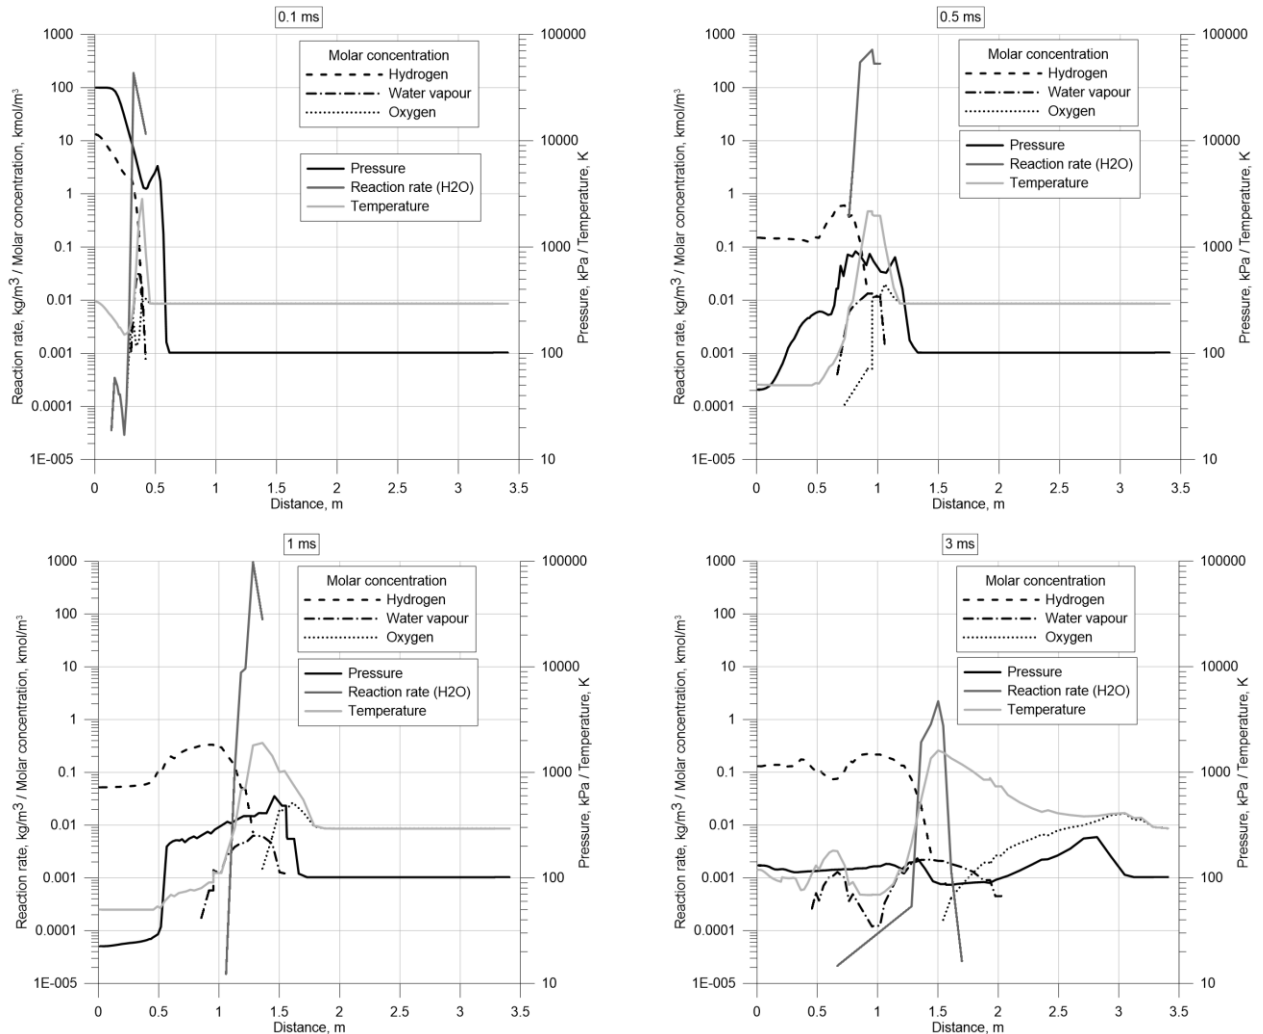 0.1 ms
1000
100
10
1
0.1
0.01
0.001
0.0001
1E-005
Reaction rate, kg/m³ / Molar concentration, kmol/m³
100000
10000
1000
100
10
Pressure, kPa / Temperature, K
Molar concentration
Hydrogen
Water vapour
Oxygen
Pressure
Reaction rate (H2O)
Temperature
0 0.5 1 1.5 2 2.5 3 3.5
Distance, m
0.5 ms
1000
100
10
1
0.1
0.01
0.001
0.0001
1E-005
Reaction rate, kg/m³ / Molar concentration, kmol/m³
100000
10000
1000
100
10
Pressure, kPa / Temperature, K
Molar concentration
Hydrogen
Water vapour
Oxygen
Pressure
Reaction rate (H2O)
Temperature
0 0.5 1 1.5 2 2.5 3 3.5
Distance, m
1 ms
1000
100
10
1
0.1
0.01
0.001
0.0001
1E-005
Reaction rate, kg/m³ / Molar concentration, kmol/m³
100000
10000
1000
100
10
Pressure, kPa / Temperature, K
Molar concentration
Hydrogen
Water vapour
Oxygen
Pressure
Reaction rate (H2O)
Temperature
0 0.5 1 1.5 2 2.5 3 3.5
Distance, m
3 ms
1000
100
10
1
0.1
0.01
0.001
0.0001
1E-005
Reaction rate, kg/m³ / Molar concentration, kmol/m³
100000
10000
1000
100
10
Pressure, kPa / Temperature, K
Molar concentration
Hydrogen
Water vapour
Oxygen
Pressure
Reaction rate (H2O)
Temperature
0 0.5 1 1.5 2 2.5 3 3.5
Distance, m